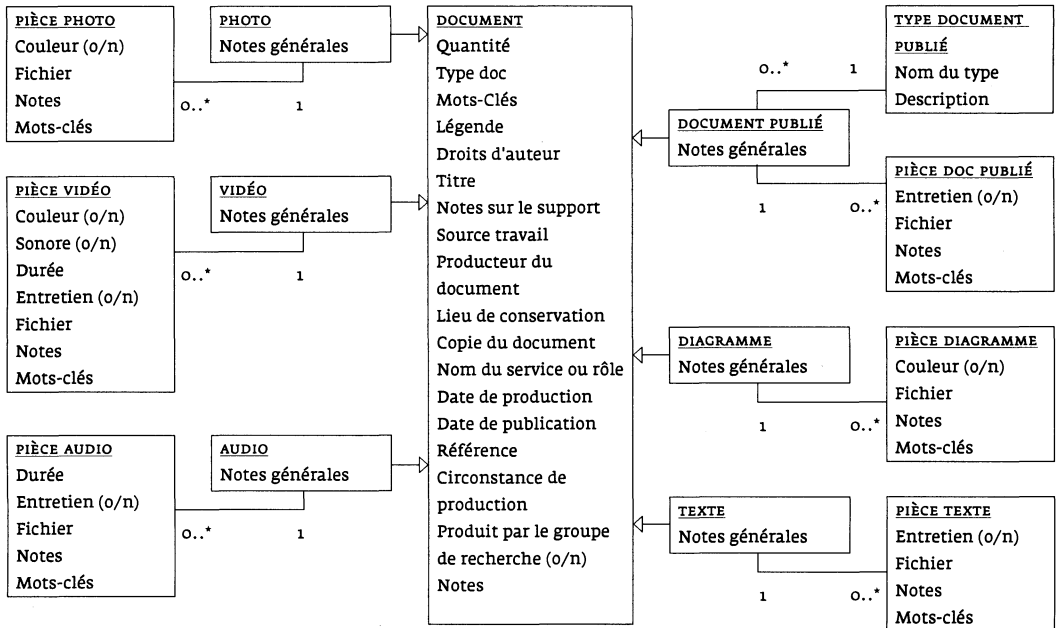 PIÈCE PHOTO
Couleur (o/n)
Fichier
Notes
Mots-clés
0..*
1
PHOTO
Notes générales
PIÈCE VIDÉO
Couleur (o/n)
Sonore (o/n)
Durée
Entretien (o/n)
Fichier
Notes
Mots-clés
0..*
1
VIDÉO
Notes générales
PIÈCE AUDIO
Durée
Entretien (o/n)
Fichier
Notes
Mots-clés
0..*
1
AUDIO
Notes générales
DOCUMENT
Quantité
Type doc
Mots-Clés
Légende
Droits d'auteur
Titre
Notes sur le support
Source travail
Producteur du
document
Lieu de conservation
Copie du document
Nom du service ou rôle
Date de production
Date de publication
Référence
Circonstance de
production
Produit par le groupe
de recherche (o/n)
Notes
TYPE DOCUMENT
PUBLIÉ
Nom du type
Description
0..*
1
DOCUMENT PUBLIÉ
Notes générales
1
0..*
PIÈCE DOC PUBLIÉ
Entretien (o/n)
Fichier
Notes
Mots-clés
DIAGRAMME
Notes générales
1
0..*
PIÈCE DIAGRAMME
Couleur (o/n)
Fichier
Notes
Mots-clés
TEXTE
Notes générales
1
0..*
PIÈCE TEXTE
Entretien (o/n)
Fichier
Notes
Mots-clés